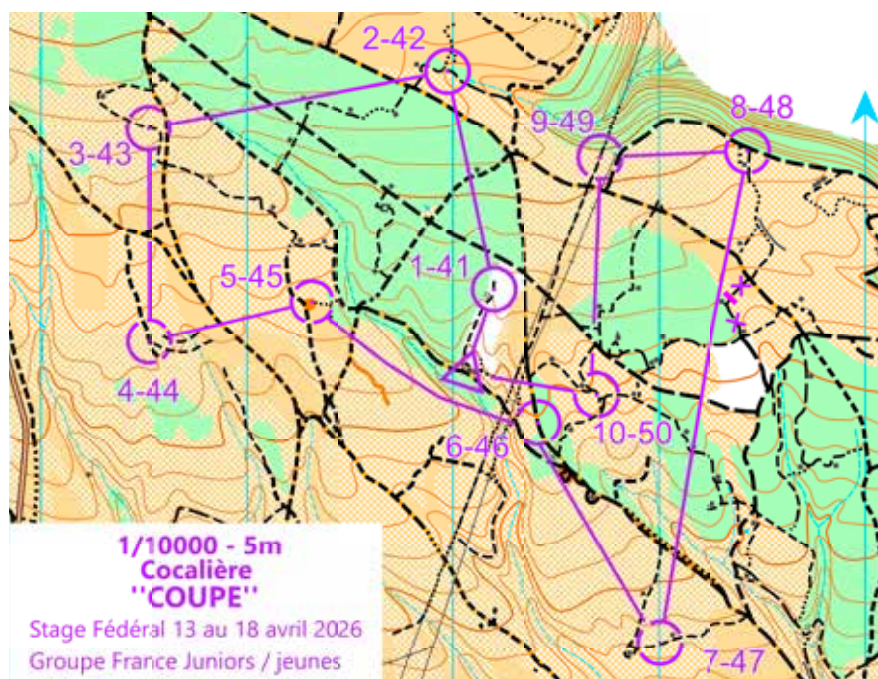 2-42
9-49
8-48
3-43
5-45
1-41
4-44
6-46
10-50
7-47
1/10000 - 5m
Cocalière
"COUPE"
Stage Fédéral 13 au 18 avril 2026
Groupe France Juniors / jeunes